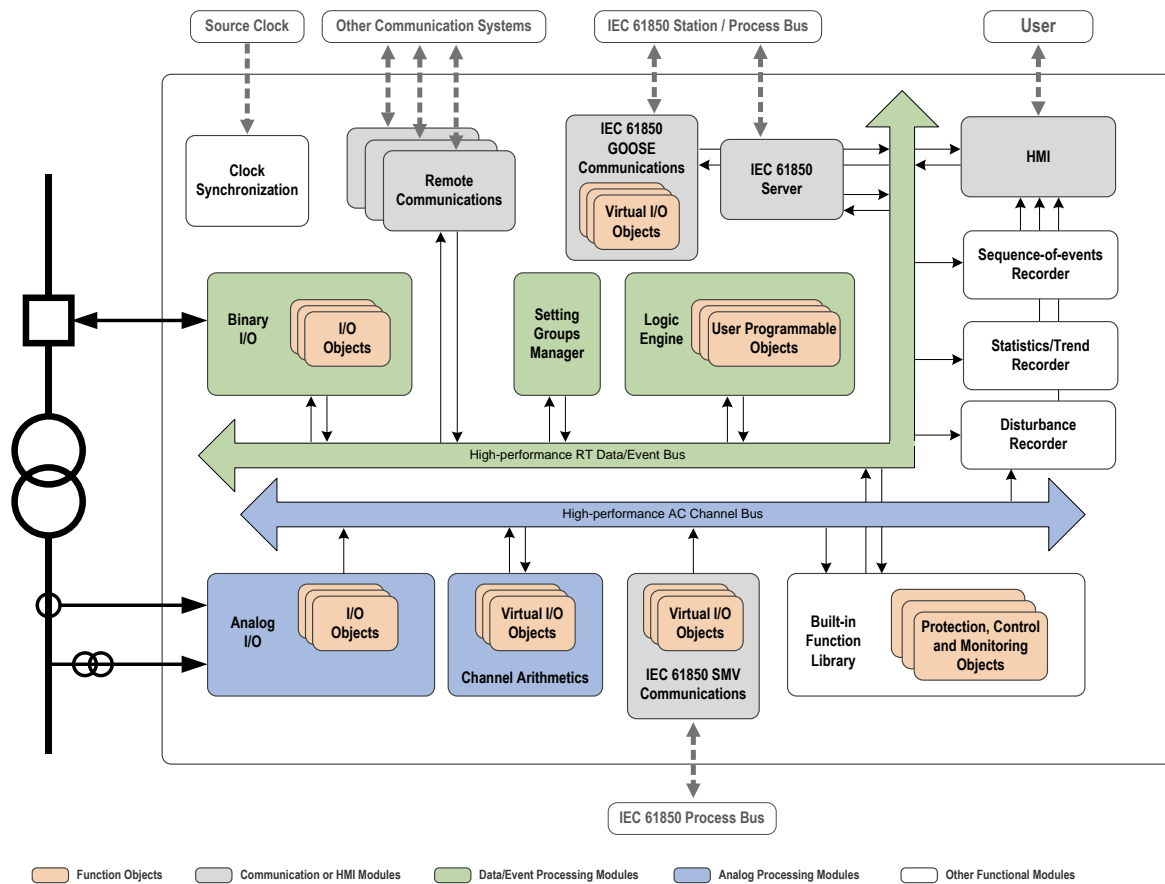 Source Clock
Other Communication Systems
IEC 61850 Station / Process Bus
User
Clock
Synchronization
Remote
Communications
IEC 61850
GOOSE
Communications
Virtual I/O
Objects
IEC 61850
Server
HMI
Sequence-of-events
Recorder
Binary
I/O
I/O
Objects
Setting
Groups
Manager
Logic
Engine
User Programmable
Objects
Statistics/Trend
Recorder
Disturbance
Recorder
High-performance RT Data/Event Bus
High-performance AC Channel Bus
Analog
I/O
I/O
Objects
Virtual I/O
Objects
Channel Arithmetics
Virtual I/O
Objects
IEC 61850 SMV
Communications
Built-in
Function
Library
Protection, Control
and Monitoring
Objects
IEC 61850 Process Bus
Function Objects
Communication or HMI Modules
Data/Event Processing Modules
Analog Processing Modules
Other Functional Modules